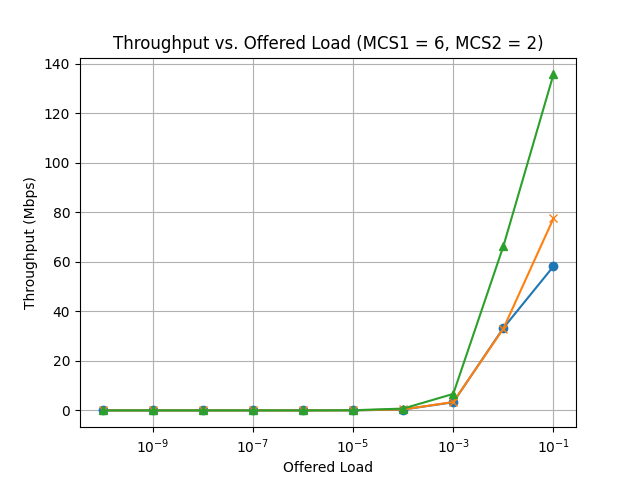 Throughput vs. Offered Load (MCS1 = 6, MCS2 = 2)
140
120
100
80
60
40
20
0
Throughput (Mbps)
10⁻⁹ 10⁻⁷ 10⁻⁵ 10⁻³ 10⁻¹
Offered Load